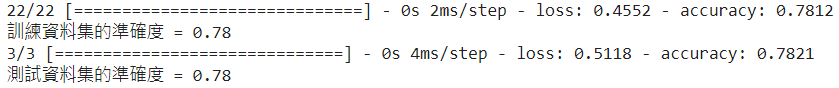 22/22 [==============================] - 0s 2ms/step - loss: 0.4552 - accuracy: 0.7812
訓練資料集的準確度 = 0.78
3/3 [==============================] - 0s 4ms/step - loss: 0.5118 - accuracy: 0.7821
測試資料集的準確度 = 0.78